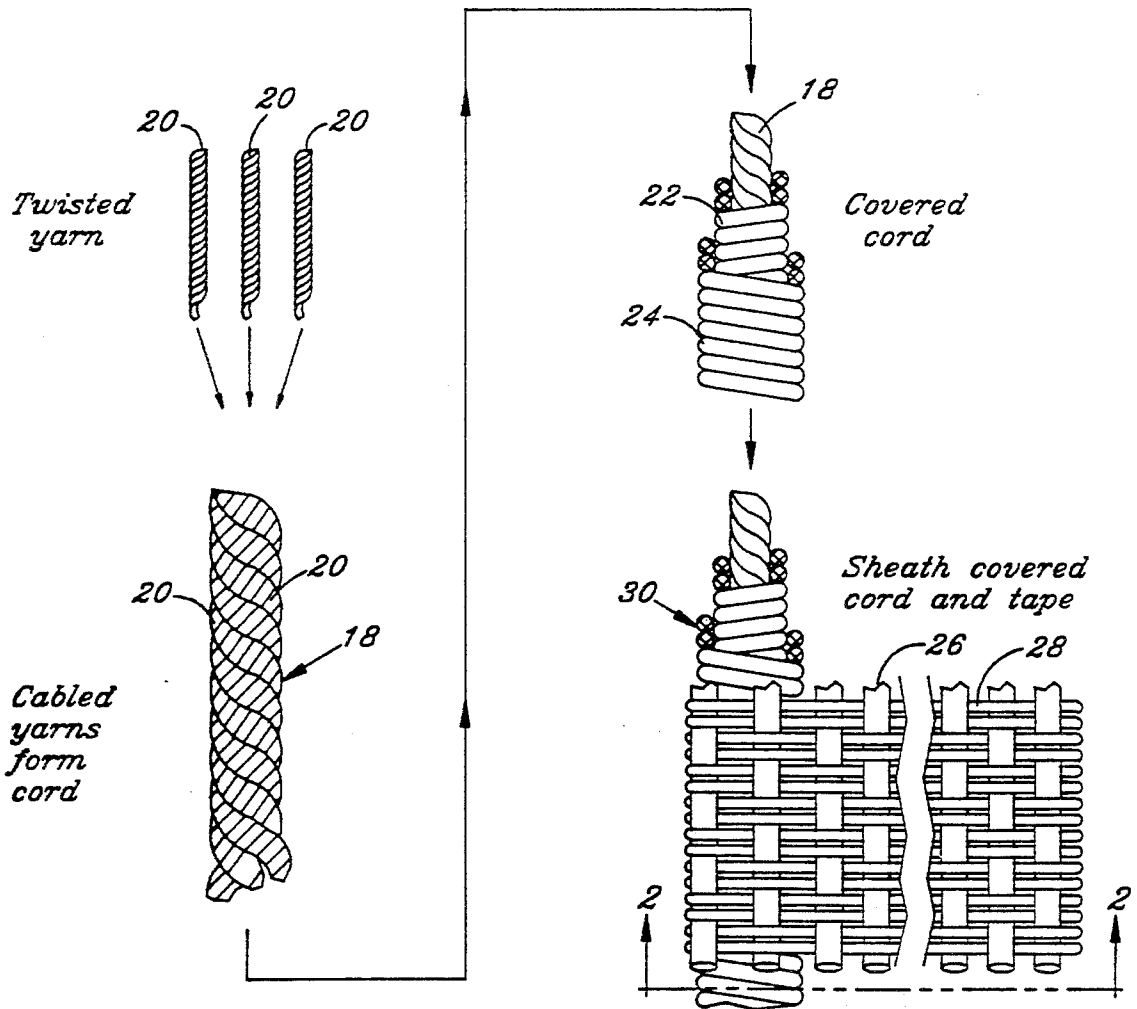 20 20 20
Twisted
yarn
20
20
18
Cabled
yarns
form
cord
18
22
24
Covered
cord
30
Sheath covered
cord and tape
26
28
2 2